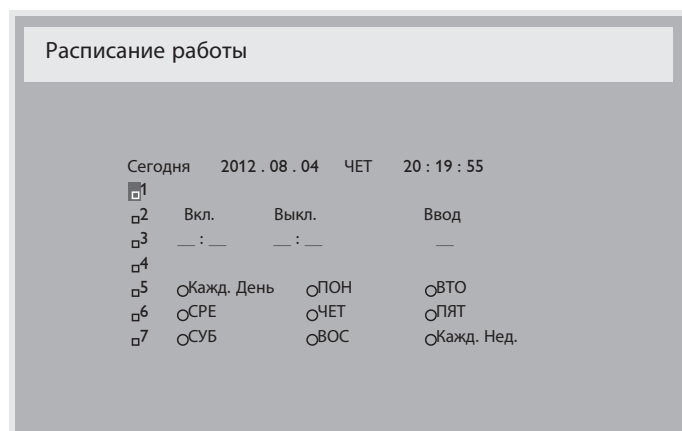 Расписание работы
Сегодня 2012 . 08 . 04 ЧЕТ 20 : 19 : 55
1
2 Вкл. Выкл. Ввод
3 __ : __ __ : __ __
4
5 Кажд. День ПОН ВТО
6 СРЕ ЧЕТ ПЯТ
7 СУБ ВОС Кажд. Нед.